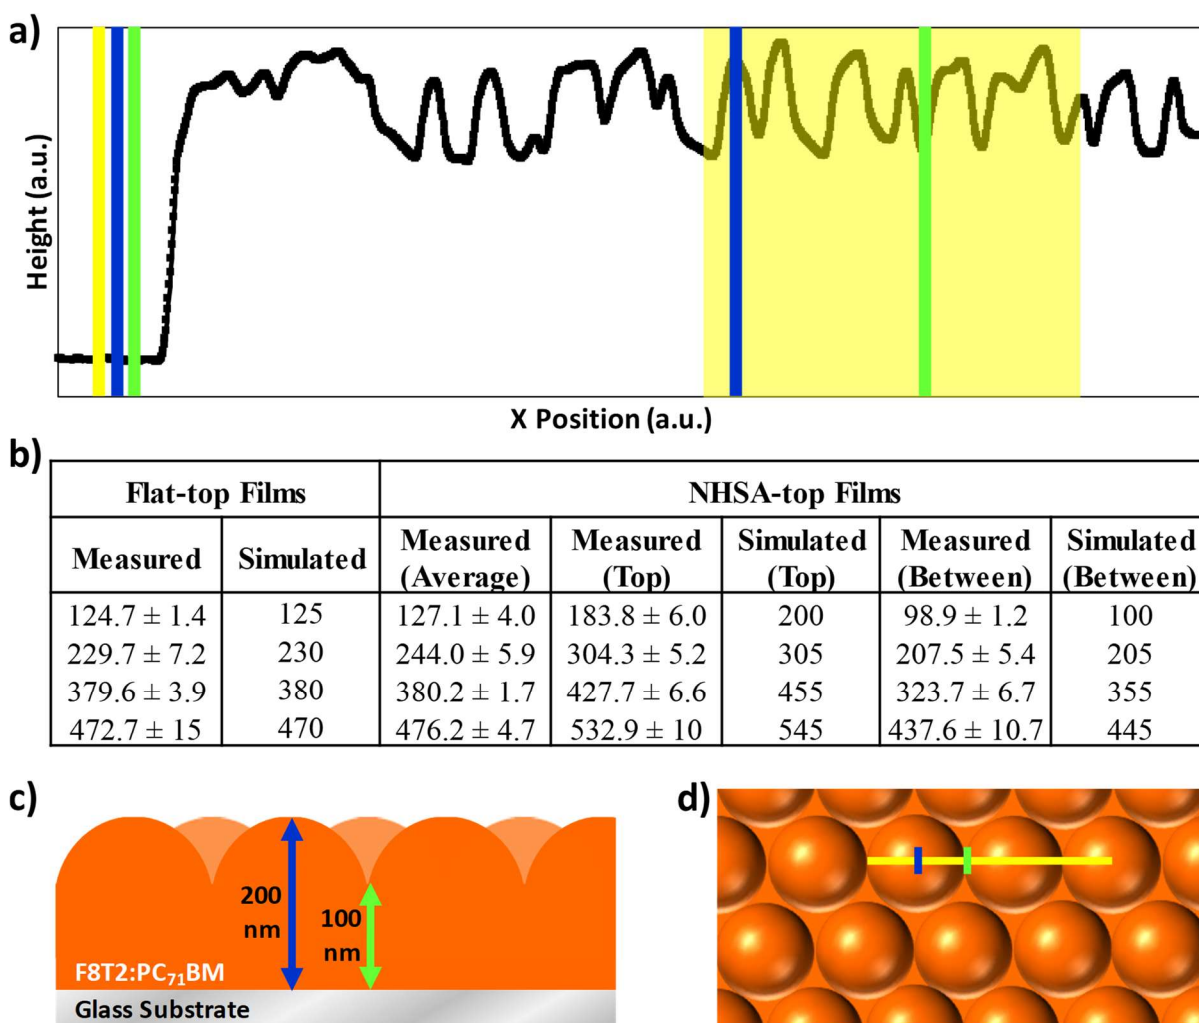 a)
Height (a.u.)
X Position (a.u.)
b)
Flat-top Films NHSA-top Films
Measured Simulated Measured (Average) Measured (Top) Simulated (Top) Measured (Between) Simulated (Between)
124.7 ± 1.4 125 127.1 ± 4.0 183.8 ± 6.0 200 98.9 ± 1.2 100
229.7 ± 7.2 230 244.0 ± 5.9 304.3 ± 5.2 305 207.5 ± 5.4 205
379.6 ± 3.9 380 380.2 ± 1.7 427.7 ± 6.6 455 323.7 ± 6.7 355
472.7 ± 15 470 476.2 ± 4.7 532.9 ± 10 545 437.6 ± 10.7 445
c)
200
nm
100
nm
F8T2:PC₇₁BM
Glass Substrate
d)